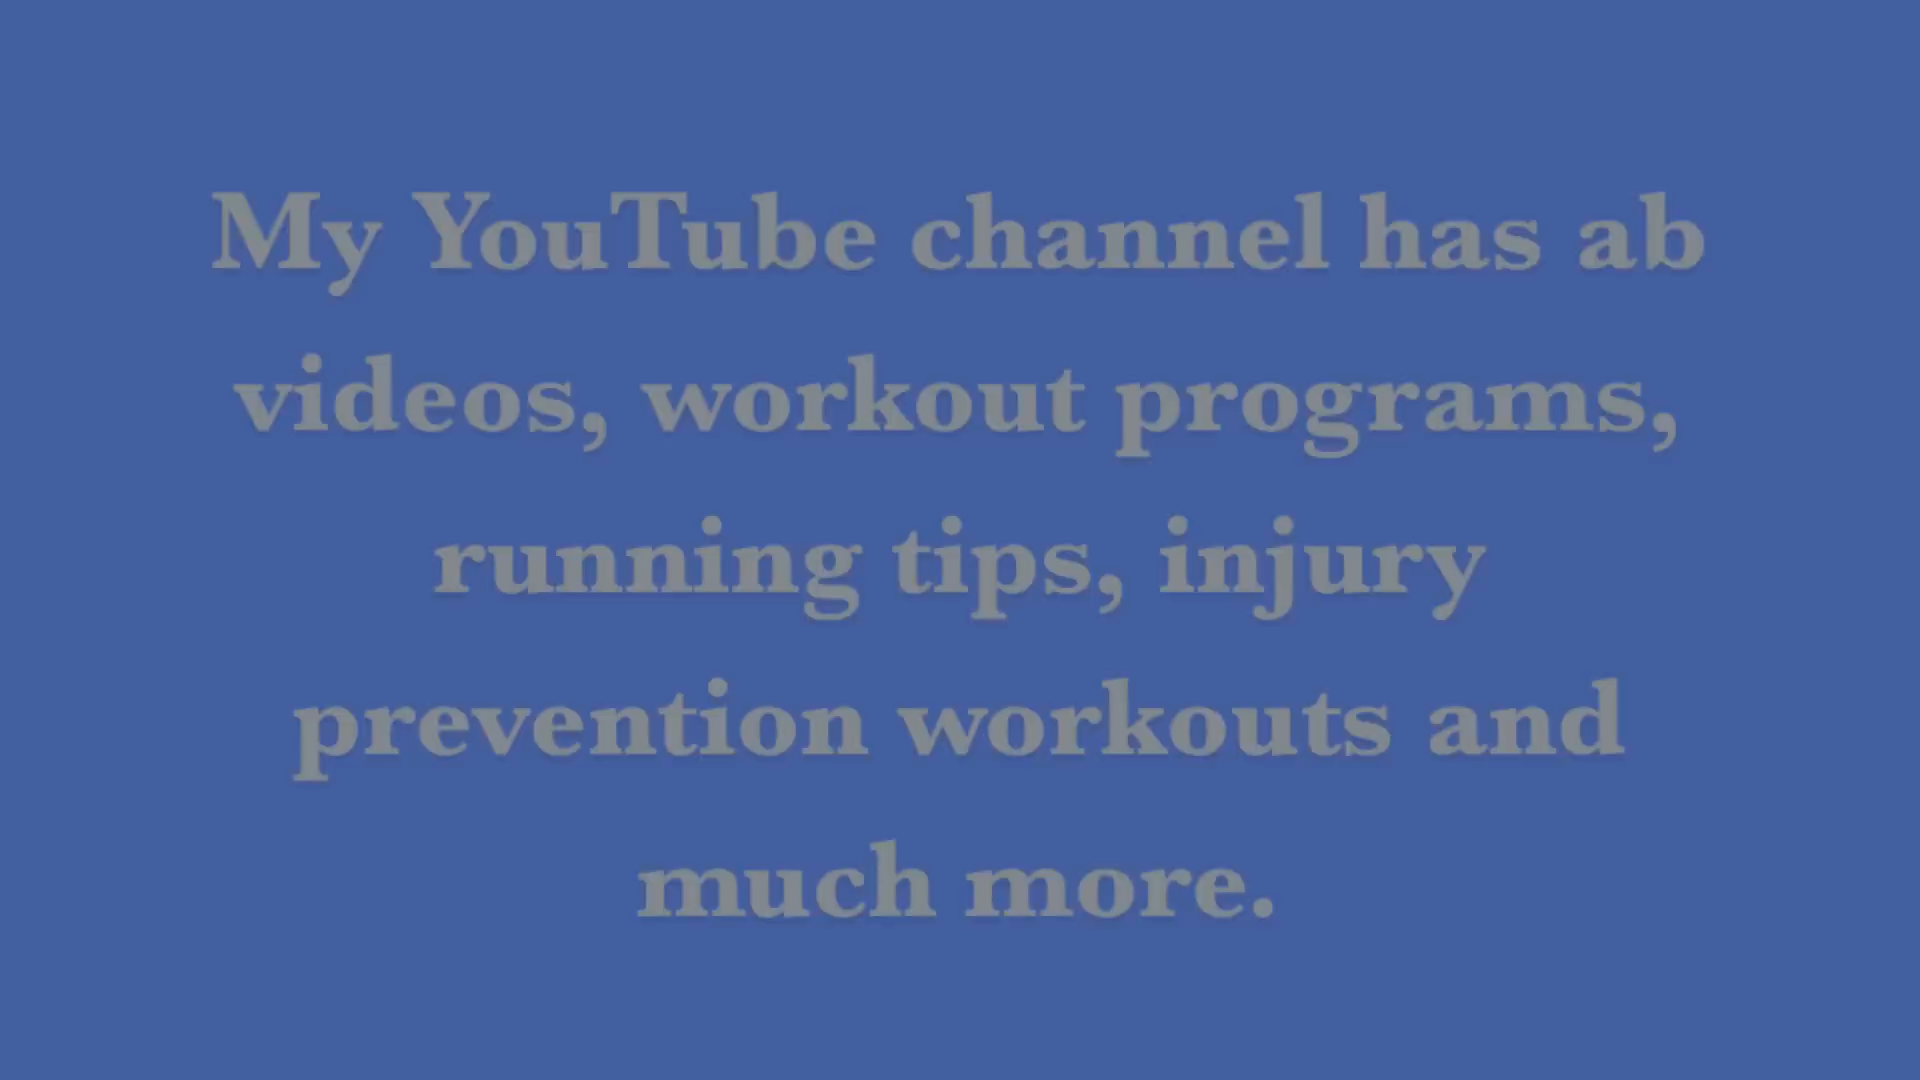 My YouTube channel has ab
videos, workout programs,
running tips, injury
prevention workouts and
much more.